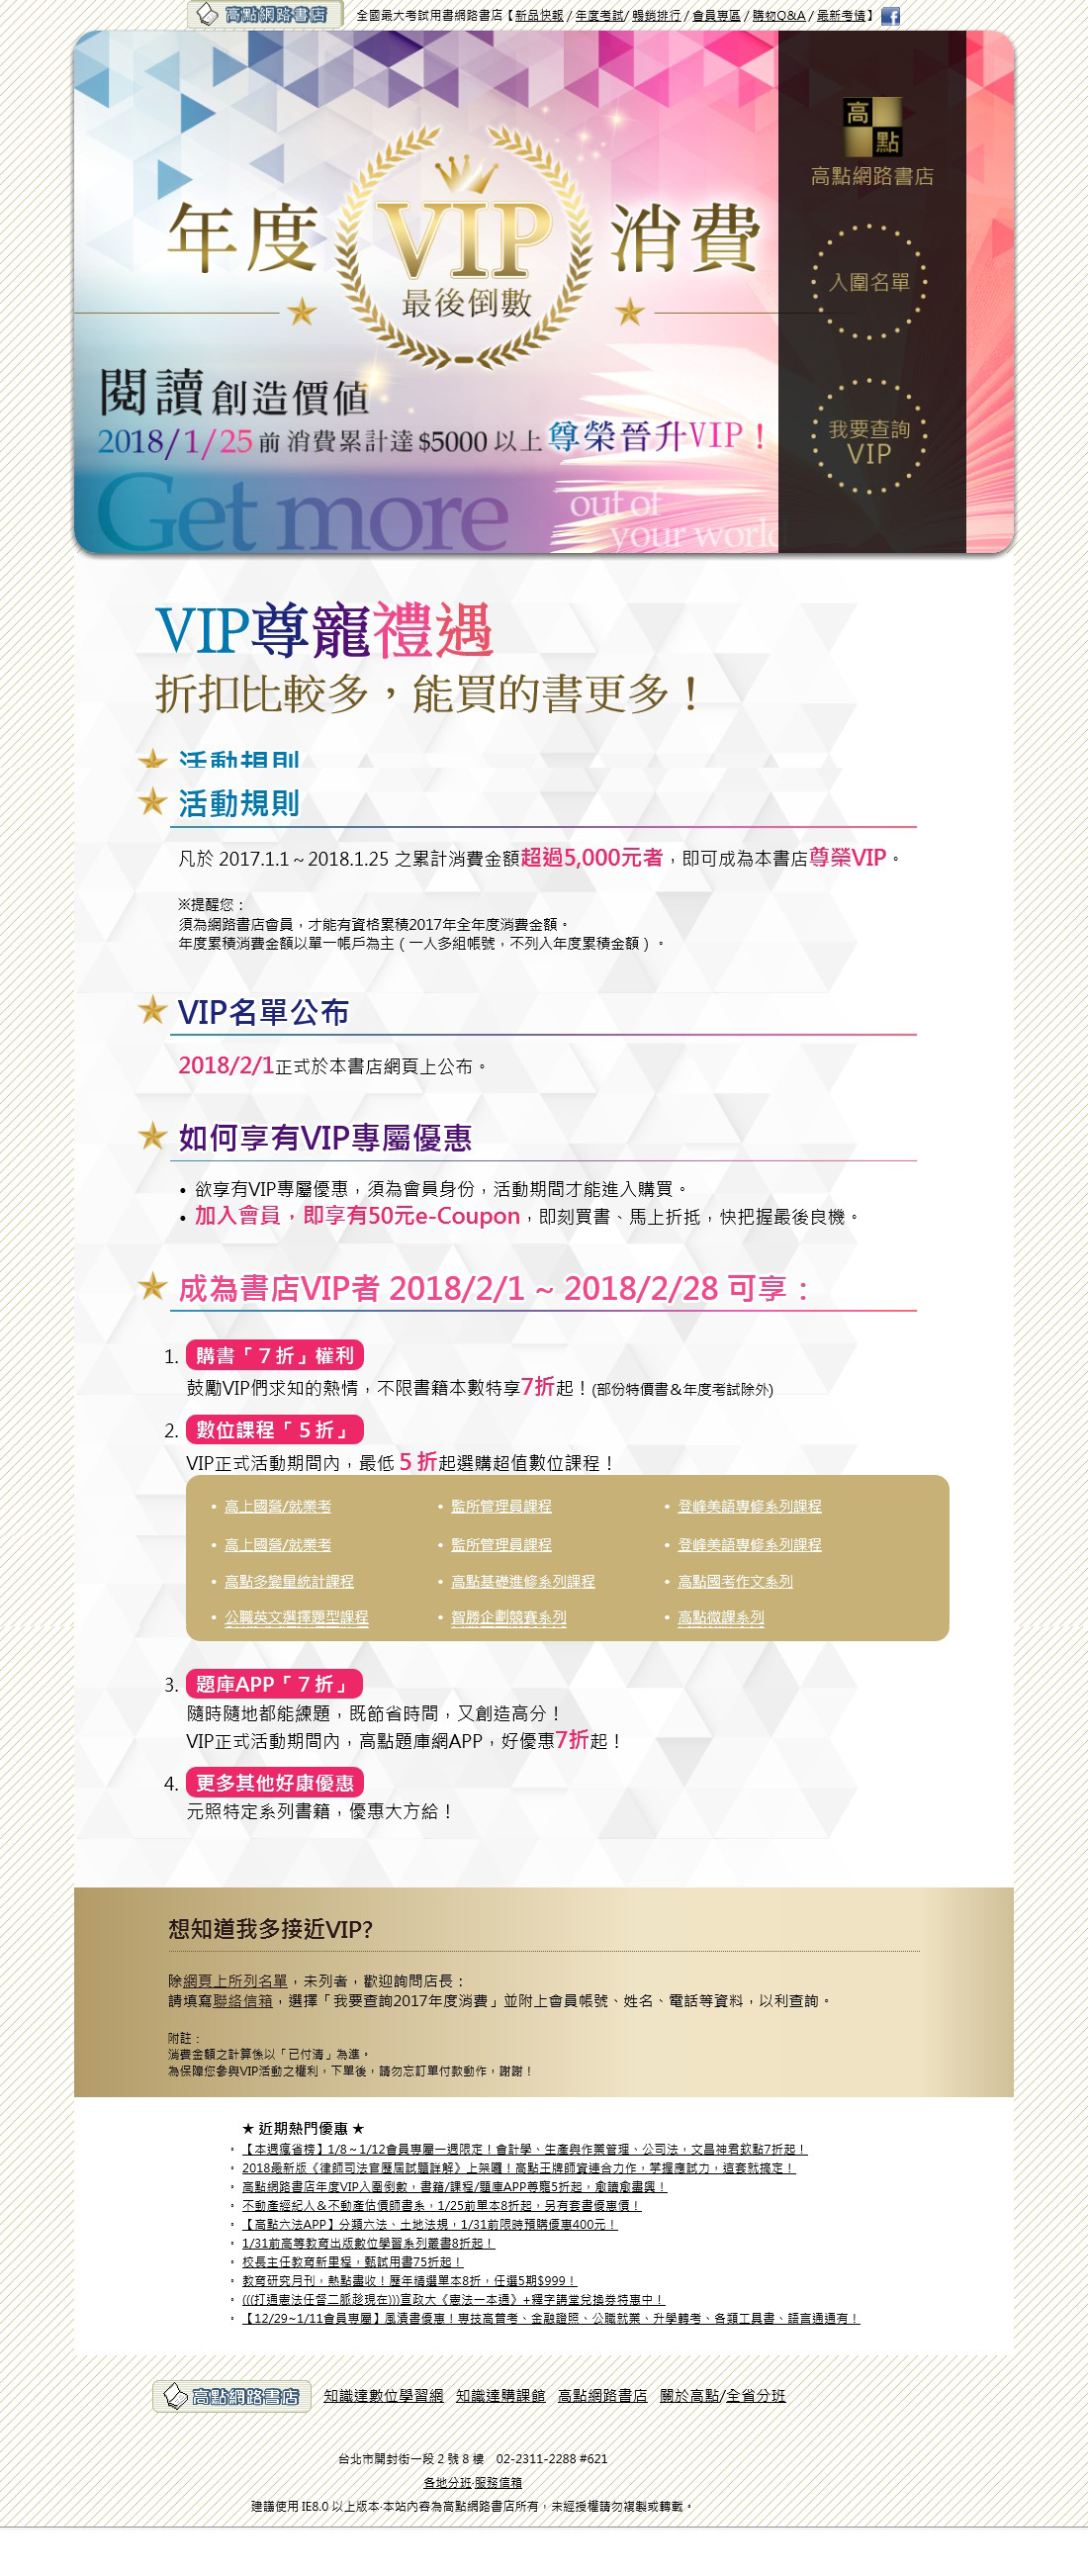 高點網路書店 全國最大考試用書網路書店【新品快報 / 年度考試/ 暢銷排行 / 會員專區 / 購物Q&A / 最新考情】
年度 VIP 消費
最後倒數
閱讀創造價值
2018/1/25 前 消費累計達 $5000 以上 尊榮晉升VIP！
Get more
out of
your world
高點
高點網路書店
入圍名單
我要查詢
VIP
VIP尊寵禮遇
折扣比較多，能買的書更多！
活動規則
活動規則
凡於 2017.1.1～2018.1.25 之累計消費金額超過5,000元者，即可成為本書店尊榮VIP。
※提醒您：
須為網路書店會員，才能有資格累積2017年全年度消費金額。
年度累積消費金額以單一帳戶為主（一人多組帳號，不列入年度累積金額）。
VIP名單公布
2018/2/1正式於本書店網頁上公布。
如何享有VIP專屬優惠
• 欲享有VIP專屬優惠，須為會員身份，活動期間才能進入購買。
• 加入會員，即享有50元e-Coupon，即刻買書、馬上折抵，快把握最後良機。
成為書店VIP者 2018/2/1 ~ 2018/2/28 可享：
1. 購書「７折」權利
鼓勵VIP們求知的熱情，不限書籍本數特享7折起！(部份特價書＆年度考試除外)
2. 數位課程「５折」
VIP正式活動期間內，最低５折起選購超值數位課程！
• 高上國營/就業考 • 監所管理員課程 • 登峰美語專修系列課程
• 高上國營/就業考 • 監所管理員課程 • 登峰美語專修系列課程
• 高點多變量統計課程 • 高點基礎進修系列課程 • 高點國考作文系列
• 公職英文選擇題型課程 • 智勝企劃競賽系列 • 高點微課系列
3. 題庫APP「７折」
隨時隨地都能練題，既節省時間，又創造高分！
VIP正式活動期間內，高點題庫網APP，好優惠7折起！
4. 更多其他好康優惠
元照特定系列書籍，優惠大方給！
想知道我多接近VIP?
除網頁上所列名單，未列者，歡迎詢問店長：
請填寫聯絡信箱，選擇「我要查詢2017年度消費」並附上會員帳號、姓名、電話等資料，以利查詢。
附註：
消費金額之計算係以「已付清」為準。
為保障您參與VIP活動之權利，下單後，請勿忘訂單付款動作，謝謝！
★ 近期熱門優惠 ★
【本週瘋省榜】1/8～1/12會員專屬一週限定！會計學、生產與作業管理、公司法，文昌神君欽點7折起！
2018最新版《律師司法官歷屆試題詳解》上架囉！高點王牌師資連合力作，掌握應試力，這套就搞定！
高點網路書店年度VIP入圍倒數，書籍/課程/題庫APP尊寵5折起，愈讀愈盡興！
不動產經紀人＆不動產估價師書系，1/25前單本8折起，另有套書優惠價！
【高點六法APP】分類六法、土地法規，1/31前限時預購優惠400元！
1/31前高等教育出版數位學習系列叢書8折起！
校長主任教育新里程，甄試用書75折起！
教育研究月刊，熱點盡收！歷年精選單本8折，任選5期$999！
(((打通憲法任督二脈趁現在)))宣政大《憲法一本通》+釋字講堂兌換券特惠中！
【12/29~1/11會員專屬】風漬書優惠！專技高普考、金融證照、公職就業、升學轉考、各類工具書、語言通通有！
高點網路書店 知識達數位學習網 知識達購課館 高點網路書店 關於高點/全省分班
台北市開封街一段 2 號 8 樓 02-2311-2288 #621
各地分班·服務信箱
建議使用 IE8.0 以上版本·本站內容為高點網路書店所有，未經授權請勿複製或轉載。